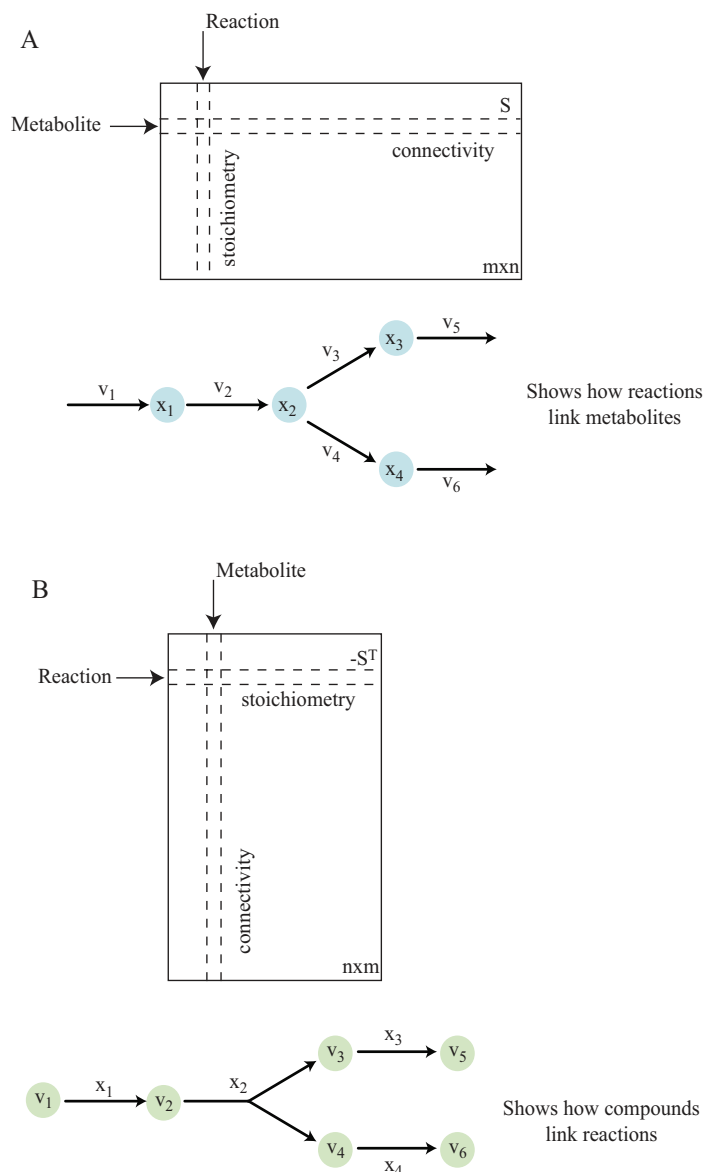 A
Reaction
Metabolite
S
connectivity
stoichiometry
mxn
v₁
x₁
v₂
x₂
v₃
x₃
v₅
v₄
x₄
v₆
Shows how reactions
link metabolites
B
Metabolite
Reaction
-Sᵀ
stoichiometry
connectivity
nxm
v₁
x₁
v₂
x₂
v₃
x₃
v₅
v₄
x₄
v₆
Shows how compounds
link reactions